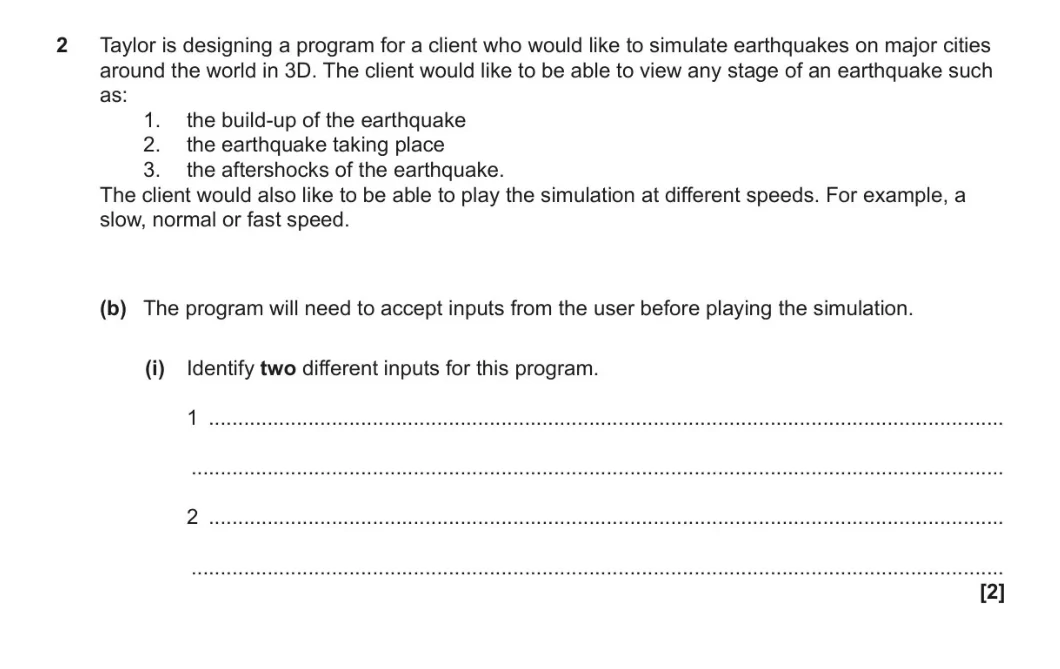 2 Taylor is designing a program for a client who would like to simulate earthquakes on major cities
around the world in 3D. The client would like to be able to view any stage of an earthquake such
as:
1. the build-up of the earthquake
2. the earthquake taking place
3. the aftershocks of the earthquake.
The client would also like to be able to play the simulation at different speeds. For example, a
slow, normal or fast speed.
(b) The program will need to accept inputs from the user before playing the simulation.
(i) Identify two different inputs for this program.
1
2
[2]